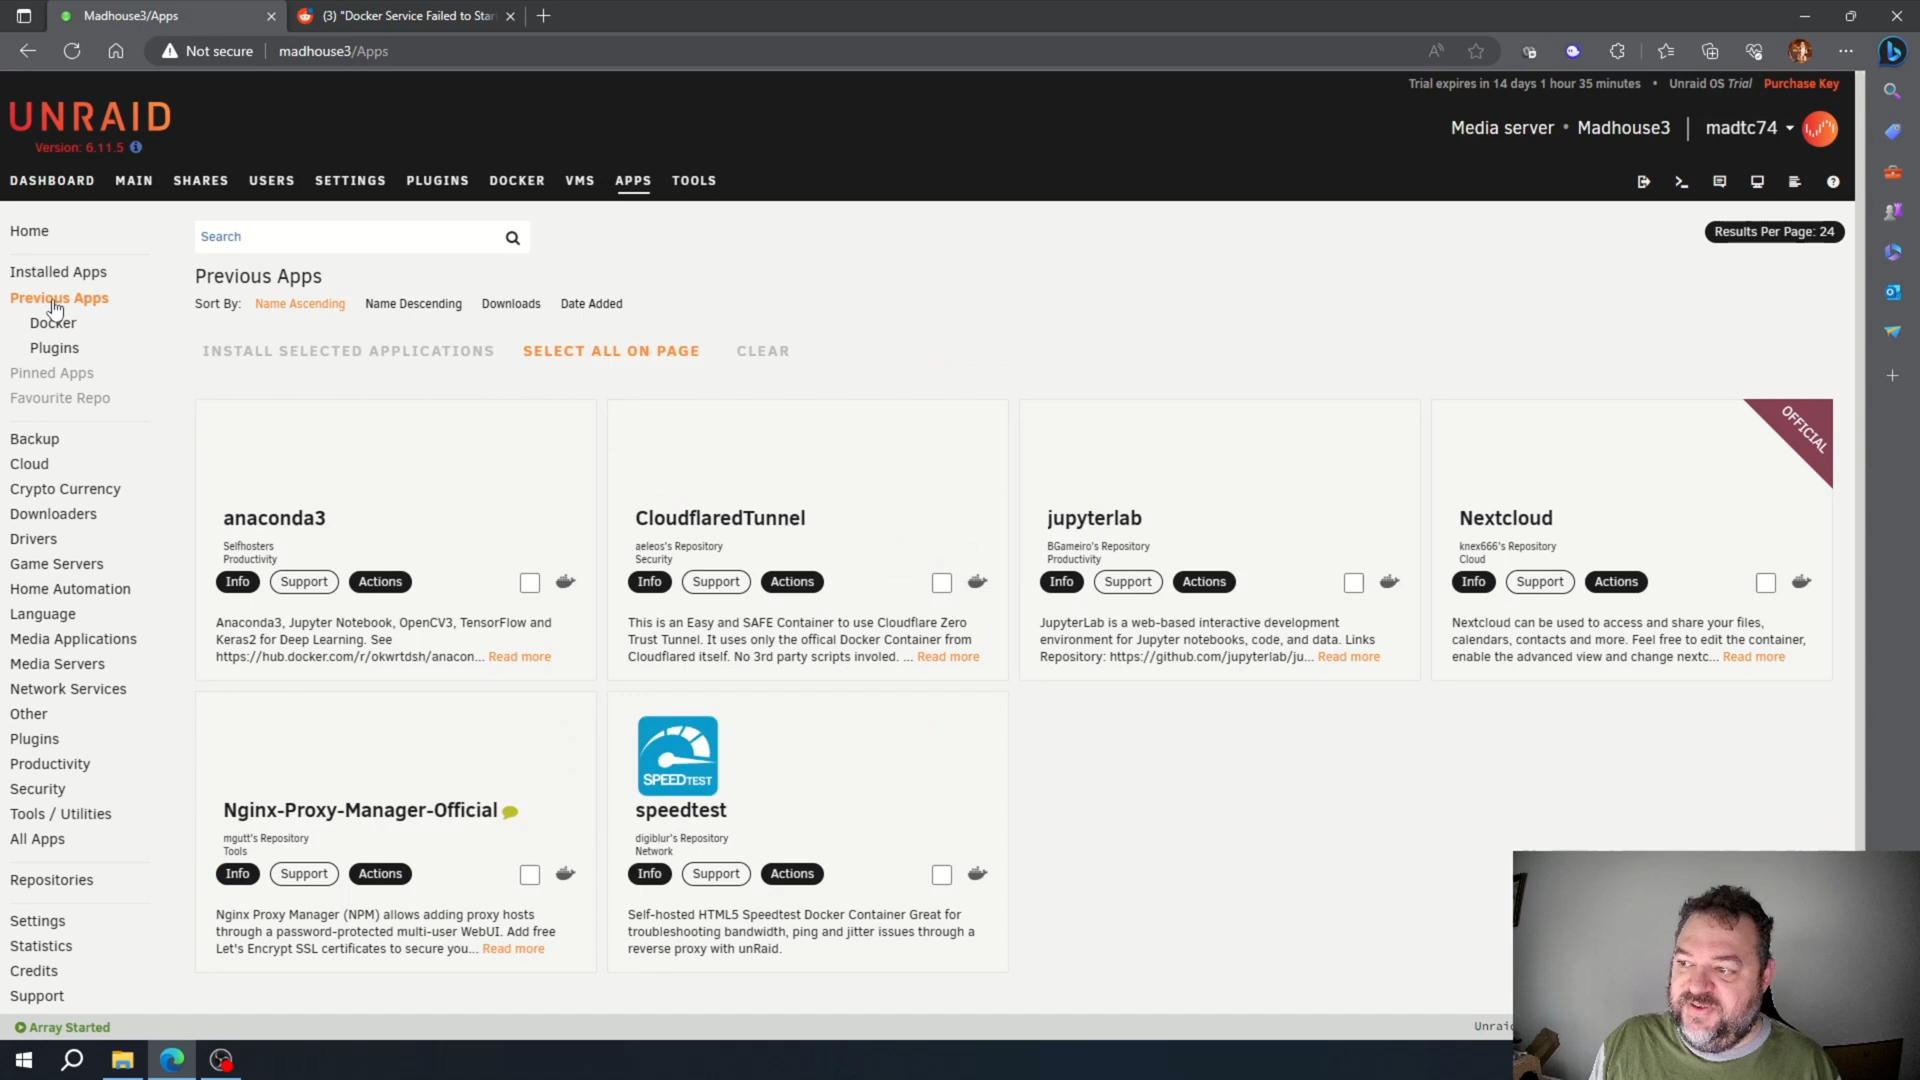 Madhouse3/Apps
(3) "Docker Service Failed to Star
Not secure
madhouse3/Apps
Trial expires in 14 days 1 hour 35 minutes • Unraid OS Trial Purchase Key
UNRAID
Version: 6.11.5
Media server • Madhouse3
madtc74
DASHBOARD MAIN SHARES USERS SETTINGS PLUGINS DOCKER VMS APPS TOOLS
Home
Installed Apps
Previous Apps
Docker
Plugins
Pinned Apps
Favourite Repo
Backup
Cloud
Crypto Currency
Downloaders
Drivers
Game Servers
Home Automation
Language
Media Applications
Media Servers
Network Services
Other
Plugins
Productivity
Security
Tools / Utilities
All Apps
Repositories
Settings
Statistics
Credits
Support
Search
Results Per Page: 24
Previous Apps
Sort By: Name Ascending Name Descending Downloads Date Added
INSTALL SELECTED APPLICATIONS SELECT ALL ON PAGE CLEAR
anaconda3
Selfhosters
Productivity
Info Support Actions
Anaconda3, Jupyter Notebook, OpenCV3, TensorFlow and
Keras2 for Deep Learning. See
https://hub.docker.com/r/okwrtdsh/anacon... Read more
CloudflaredTunnel
aeleos's Repository
Security
Info Support Actions
This is an Easy and SAFE Container to use Cloudflare Zero
Trust Tunnel. It uses only the offical Docker Container from
Cloudflared itself. No 3rd party scripts involed. ... Read more
jupyterlab
BGameiro's Repository
Productivity
Info Support Actions
JupyterLab is a web-based interactive development
environment for Jupyter notebooks, code, and data. Links
Repository: https://github.com/jupyterlab/ju... Read more
OFFICIAL
Nextcloud
knex666's Repository
Cloud
Info Support Actions
Nextcloud can be used to access and share your files,
calendars, contacts and more. Feel free to edit the container,
enable the advanced view and change nextc... Read more
Nginx-Proxy-Manager-Official
mgutt's Repository
Tools
Info Support Actions
Nginx Proxy Manager (NPM) allows adding proxy hosts
through a password-protected multi-user WebUI. Add free
Let's Encrypt SSL certificates to secure you... Read more
SPEEDTEST
speedtest
digiblur's Repository
Network
Info Support Actions
Self-hosted HTML5 Speedtest Docker Container Great for
troubleshooting bandwidth, ping and jitter issues through a
reverse proxy with unRaid.
Array Started
Unrai